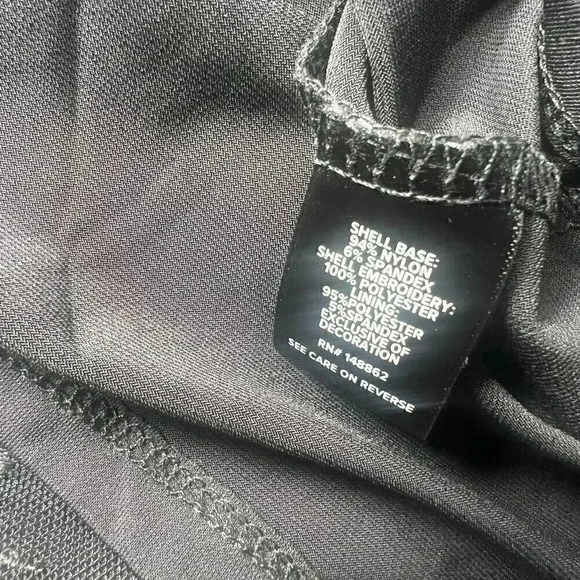 SHELL BASE:
94% NYLON
6% SPANDEX
SHELL EMBROIDERY:
100% POLYESTER
LINING:
95% POLYESTER
5% SPANDEX
EXCLUSIVE OF
DECORATION
RN# 148862
SEE CARE ON REVERSE